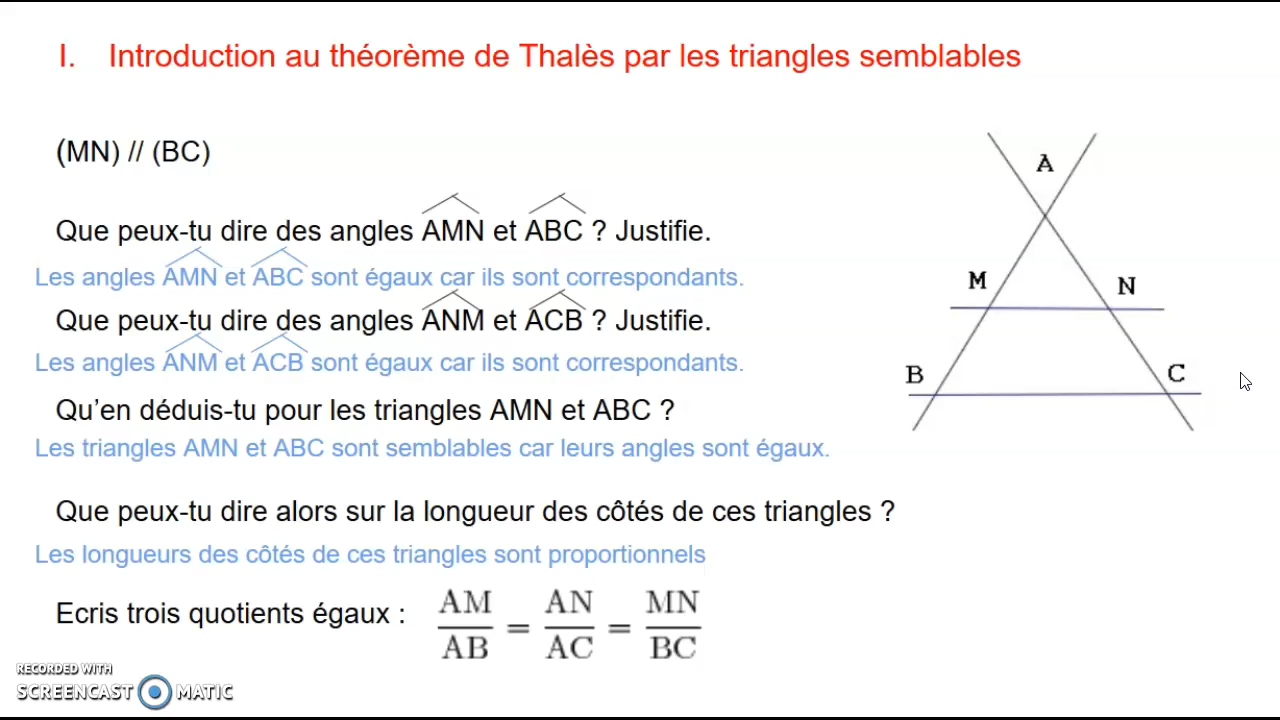 I. Introduction au théorème de Thalès par les triangles semblables
(MN) // (BC)
Que peux-tu dire des angles AMN et ABC ? Justifie.
Les angles AMN et ABC sont égaux car ils sont correspondants.
Que peux-tu dire des angles ANM et ACB ? Justifie.
Les angles ANM et ACB sont égaux car ils sont correspondants.
Qu’en déduis-tu pour les triangles AMN et ABC ?
Les triangles AMN et ABC sont semblables car leurs angles sont égaux.
Que peux-tu dire alors sur la longueur des côtés de ces triangles ?
Les longueurs des côtés de ces triangles sont proportionnels
Ecris trois quotients égaux : AM/AB = AN/AC = MN/BC
A
M N
B C
RECORDED WITH
SCREENCAST MATIC